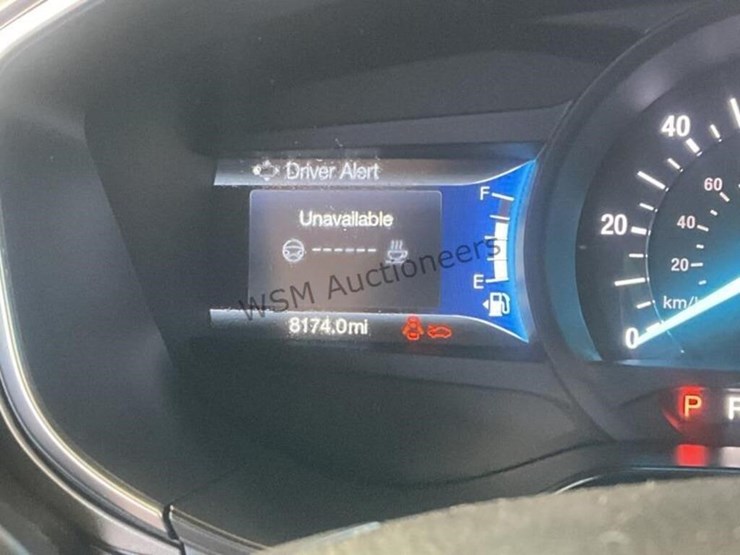 Driver Alert
Unavailable
F
E
8174.0mi
WSM Auctioneers
40
20
0
60
40
20
km/
P R